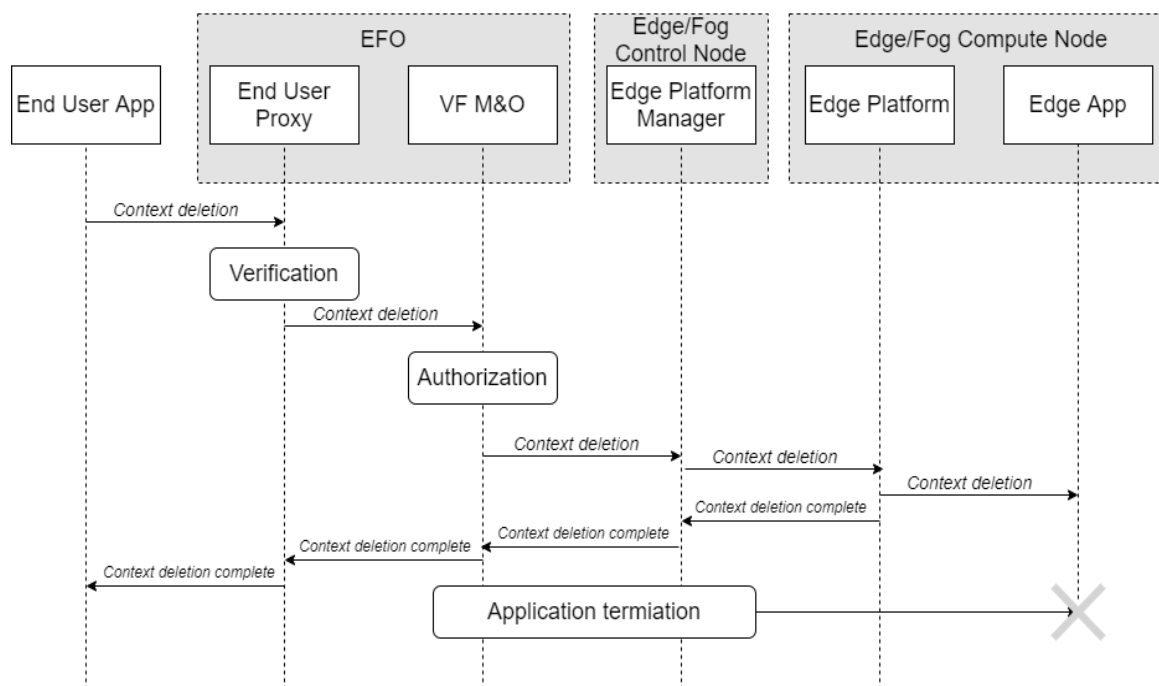 EFO
Edge/Fog
Control Node
Edge/Fog Compute Node
End User App
End User
Proxy
VF M&O
Edge Platform
Manager
Edge Platform
Edge App
Context deletion
Verification
Context deletion
Authorization
Context deletion
Context deletion
Context deletion
Context deletion complete
Context deletion complete
Context deletion complete
Context deletion complete
Application termiation